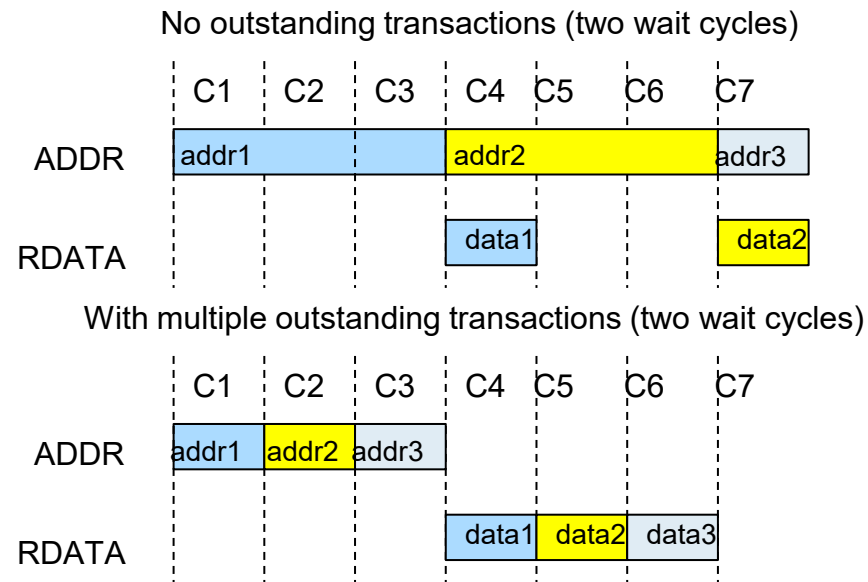 No outstanding transactions (two wait cycles)
C1 C2 C3 C4 C5 C6 C7
ADDR addr1 addr2 addr3
RDATA data1 data2
With multiple outstanding transactions (two wait cycles)
C1 C2 C3 C4 C5 C6 C7
ADDR addr1 addr2 addr3
RDATA data1 data2 data3